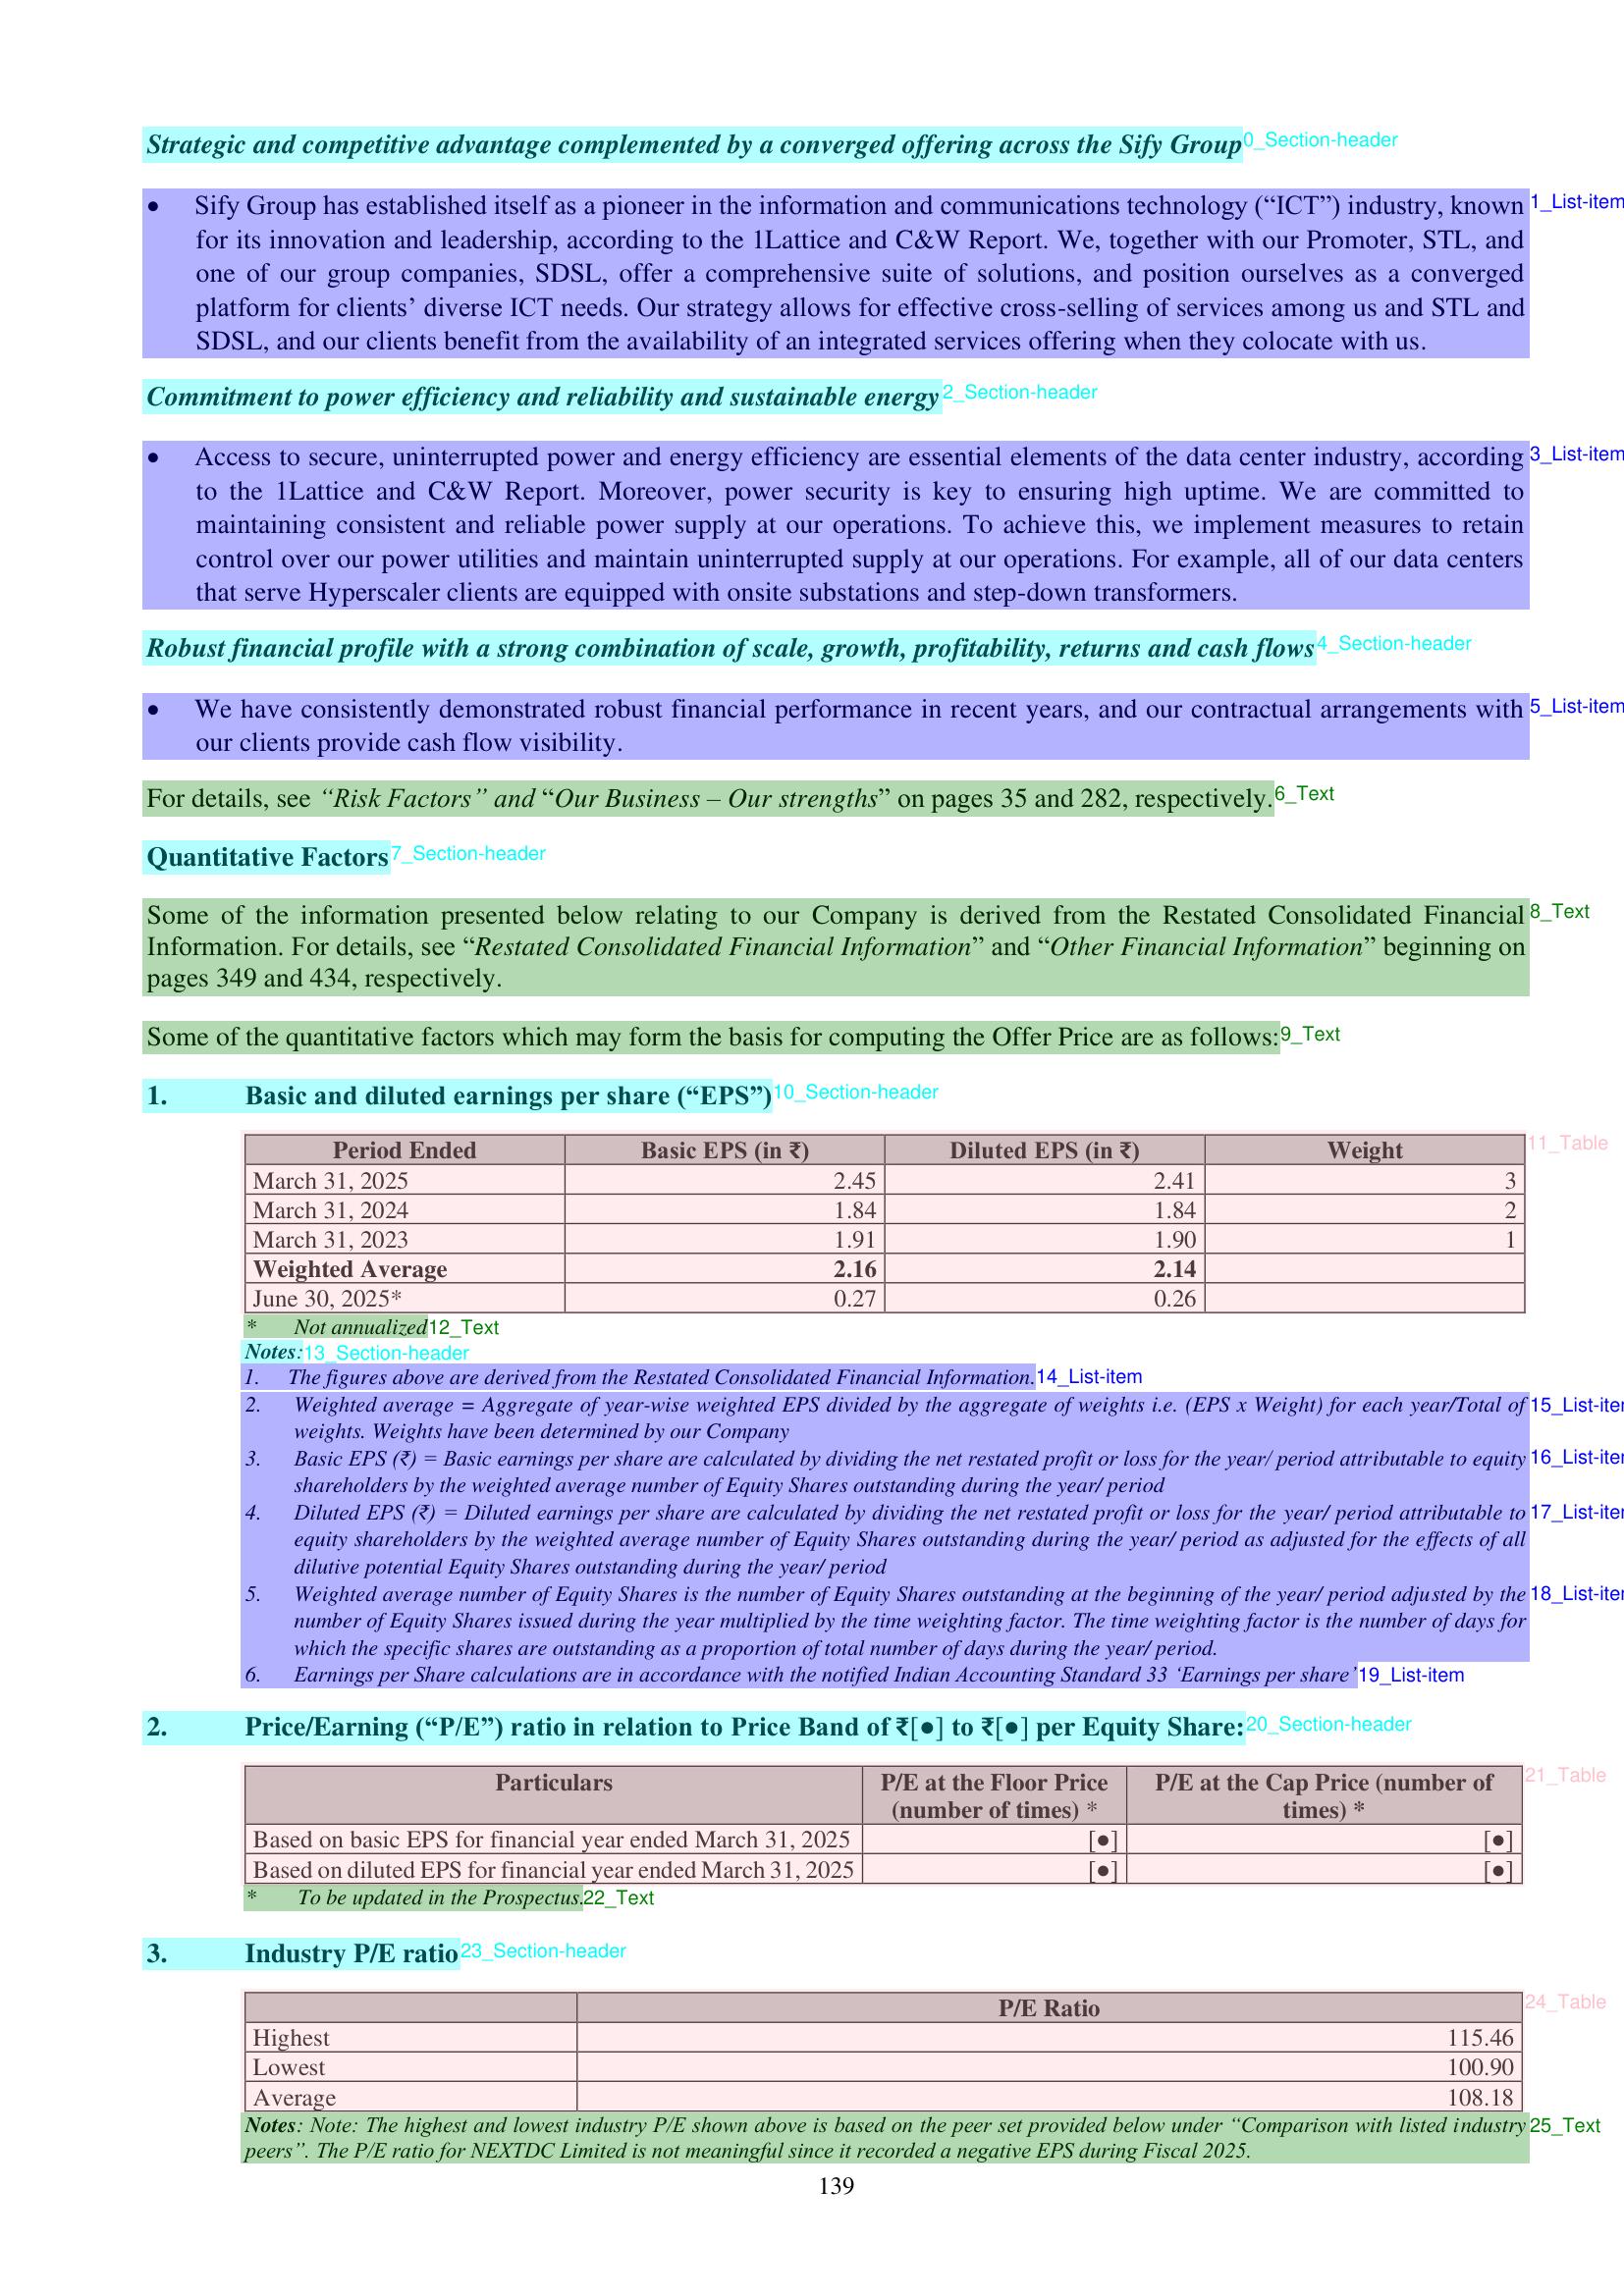 Strategic and competitive advantage complemented by a converged offering across the Sify Group0_Section-header
• Sify Group has established itself as a pioneer in the information and communications technology (“ICT”) industry, known 1_List-item
for its innovation and leadership, according to the 1Lattice and C&W Report. We, together with our Promoter, STL, and
one of our group companies, SDSL, offer a comprehensive suite of solutions, and position ourselves as a converged
platform for clients’ diverse ICT needs. Our strategy allows for effective cross-selling of services among us and STL and
SDSL, and our clients benefit from the availability of an integrated services offering when they colocate with us.
Commitment to power efficiency and reliability and sustainable energy 2_Section-header
• Access to secure, uninterrupted power and energy efficiency are essential elements of the data center industry, according 3_List-item
to the 1Lattice and C&W Report. Moreover, power security is key to ensuring high uptime. We are committed to
maintaining consistent and reliable power supply at our operations. To achieve this, we implement measures to retain
control over our power utilities and maintain uninterrupted supply at our operations. For example, all of our data centers
that serve Hyperscaler clients are equipped with onsite substations and step-down transformers.
Robust financial profile with a strong combination of scale, growth, profitability, returns and cash flows 4_Section-header
• We have consistently demonstrated robust financial performance in recent years, and our contractual arrangements with 5_List-item
our clients provide cash flow visibility.
For details, see “Risk Factors” and “Our Business – Our strengths” on pages 35 and 282, respectively. 6_Text
Quantitative Factors 7_Section-header
Some of the information presented below relating to our Company is derived from the Restated Consolidated Financial 8_Text
Information. For details, see “Restated Consolidated Financial Information” and “Other Financial Information” beginning on
pages 349 and 434, respectively.
Some of the quantitative factors which may form the basis for computing the Offer Price are as follows: 9_Text
1. Basic and diluted earnings per share (“EPS”) 10_Section-header
Period Ended Basic EPS (in ₹) Diluted EPS (in ₹) Weight 11_Table
March 31, 2025 2.45 2.41 3
March 31, 2024 1.84 1.84 2
March 31, 2023 1.91 1.90 1
Weighted Average 2.16 2.14
June 30, 2025* 0.27 0.26
* Not annualized 12_Text
Notes: 13_Section-header
1. The figures above are derived from the Restated Consolidated Financial Information. 14_List-item
2. Weighted average = Aggregate of year-wise weighted EPS divided by the aggregate of weights i.e. (EPS x Weight) for each year/Total of 15_List-item
weights. Weights have been determined by our Company
3. Basic EPS (₹) = Basic earnings per share are calculated by dividing the net restated profit or loss for the year/ period attributable to equity 16_List-item
shareholders by the weighted average number of Equity Shares outstanding during the year/ period
4. Diluted EPS (₹) = Diluted earnings per share are calculated by dividing the net restated profit or loss for the year/ period attributable to 17_List-item
equity shareholders by the weighted average number of Equity Shares outstanding during the year/ period as adjusted for the effects of all
dilutive potential Equity Shares outstanding during the year/ period
5. Weighted average number of Equity Shares is the number of Equity Shares outstanding at the beginning of the year/ period adjusted by the 18_List-item
number of Equity Shares issued during the year multiplied by the time weighting factor. The time weighting factor is the number of days for
which the specific shares are outstanding as a proportion of total number of days during the year/ period.
6. Earnings per Share calculations are in accordance with the notified Indian Accounting Standard 33 ‘Earnings per share’ 19_List-item
2. Price/Earning (“P/E”) ratio in relation to Price Band of ₹[●] to ₹[●] per Equity Share: 20_Section-header
Particulars P/E at the Floor Price (number of times) * P/E at the Cap Price (number of times) * 21_Table
Based on basic EPS for financial year ended March 31, 2025 [●] [●]
Based on diluted EPS for financial year ended March 31, 2025 [●] [●]
* To be updated in the Prospectus. 22_Text
3. Industry P/E ratio 23_Section-header
P/E Ratio 24_Table
Highest 115.46
Lowest 100.90
Average 108.18
Notes: Note: The highest and lowest industry P/E shown above is based on the peer set provided below under “Comparison with listed industry 25_Text
peers”. The P/E ratio for NEXTDC Limited is not meaningful since it recorded a negative EPS during Fiscal 2025.
139